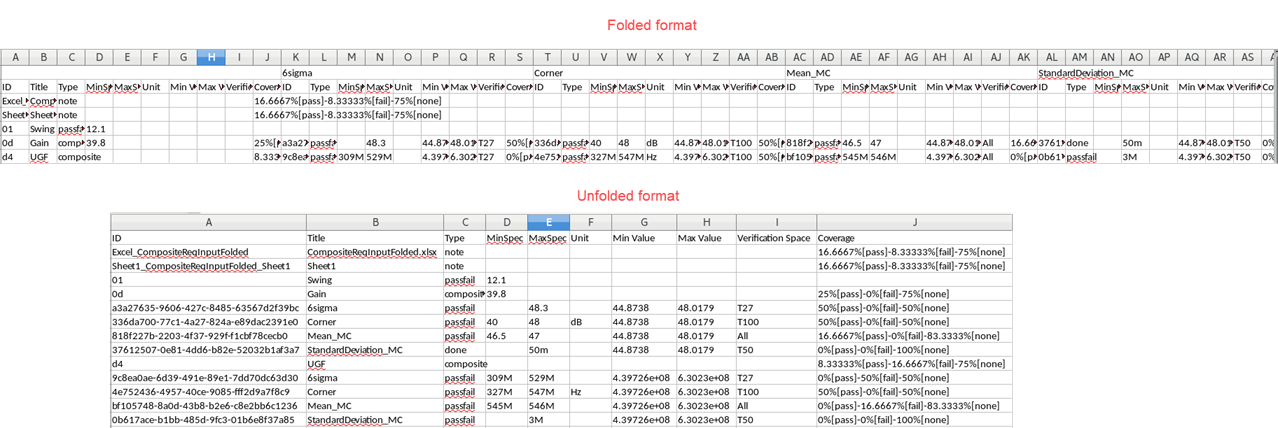 Folded format
A B C D E F G H I J K L M N O P Q R S T U V W X Y Z AA AB AC AD AE AF AG AH AI AJ AK AL AM AN AO AP AQ AR AS
6sigma Corner Mean_MC StandardDeviation_MC
ID Title Type MinS MaxS Unit Min V Max V Verifi Cover ID Type MinS MaxS Unit Min V Max V Verifi Cover ID Type MinS MaxS Unit Min V Max V Verifi Cover ID Type MinS MaxS Unit Min V Max V Verifi Cover ID Type MinS MaxS Unit Min V Max V Verifi Co
Excel_ Comp note 16.6667%[pass]-8.33333%[fail]-75%[none]
Sheet Sheet note 16.6667%[pass]-8.33333%[fail]-75%[none]
01 Swing passfa 12.1
0d Gain comp 39.8 25%[ a3a27 passfa 48.3 44.87 48.01 T27 50%[ 336d passfa 40 48 dB 44.87 48.01 T100 50%[ 818f2 passfa 46.5 47 44.87 48.01 All 16.66 3761 done 50m 44.87 48.01 T50 0%
d4 UGF composite 8.333 9c8e passfa 309M 529M 4.397 6.302 T27 0%[p 4e75 passfa 327M 547M Hz 4.397 6.302 T100 50%[ bf105 passfa 545M 546M 4.397 6.302 All 0%[p 0b61 passfail 3M 4.397 6.302 T50 0%
Unfolded format
A B C D E F G H I J
ID Title Type MinSpec MaxSpec Unit Min Value Max Value Verification Space Coverage
Excel_CompositeReqInputFolded CompositeReqInputFolded.xlsx note 16.6667%[pass]-8.33333%[fail]-75%[none]
Sheet1_CompositeReqInputFolded_Sheet1 Sheet1 note 16.6667%[pass]-8.33333%[fail]-75%[none]
01 Swing passfail 12.1
0d Gain composit 39.8 25%[pass]-0%[fail]-75%[none]
a3a27635-9606-427c-8485-63567d2f39bc 6sigma passfail 48.3 44.8738 48.0179 T27 50%[pass]-0%[fail]-50%[none]
336da700-77c1-4a27-824a-e89dac2391e0 Corner passfail 40 48 dB 44.8738 48.0179 T100 50%[pass]-0%[fail]-50%[none]
818f227b-2203-4f37-929f-f1cbf78cecb0 Mean_MC passfail 46.5 47 44.8738 48.0179 All 16.6667%[pass]-0%[fail]-83.3333%[none]
37612507-0e81-4dd6-b82e-52032b1af3a7 StandardDeviation_MC done 50m 44.8738 48.0179 T50 0%[pass]-0%[fail]-100%[none]
d4 UGF composite 8.33333%[pass]-16.6667%[fail]-75%[none]
9c8ea0ae-6d39-491e-89e1-7dd70dc63d30 6sigma passfail 309M 529M 4.39726e+08 6.3023e+08 T27 0%[pass]-50%[fail]-50%[none]
4e752436-4957-40ce-9085-fff2d9a7f8c9 Corner passfail 327M 547M Hz 4.39726e+08 6.3023e+08 T100 50%[pass]-0%[fail]-50%[none]
bf105748-8a0d-43b8-b2e6-c8e2bb6c1236 Mean_MC passfail 545M 546M 4.39726e+08 6.3023e+08 All 0%[pass]-16.6667%[fail]-83.3333%[none]
0b617ace-b1bb-485d-9fc3-01b6e8f37a85 StandardDeviation_MC passfail 3M 4.39726e+08 6.3023e+08 T50 0%[pass]-0%[fail]-100%[none]